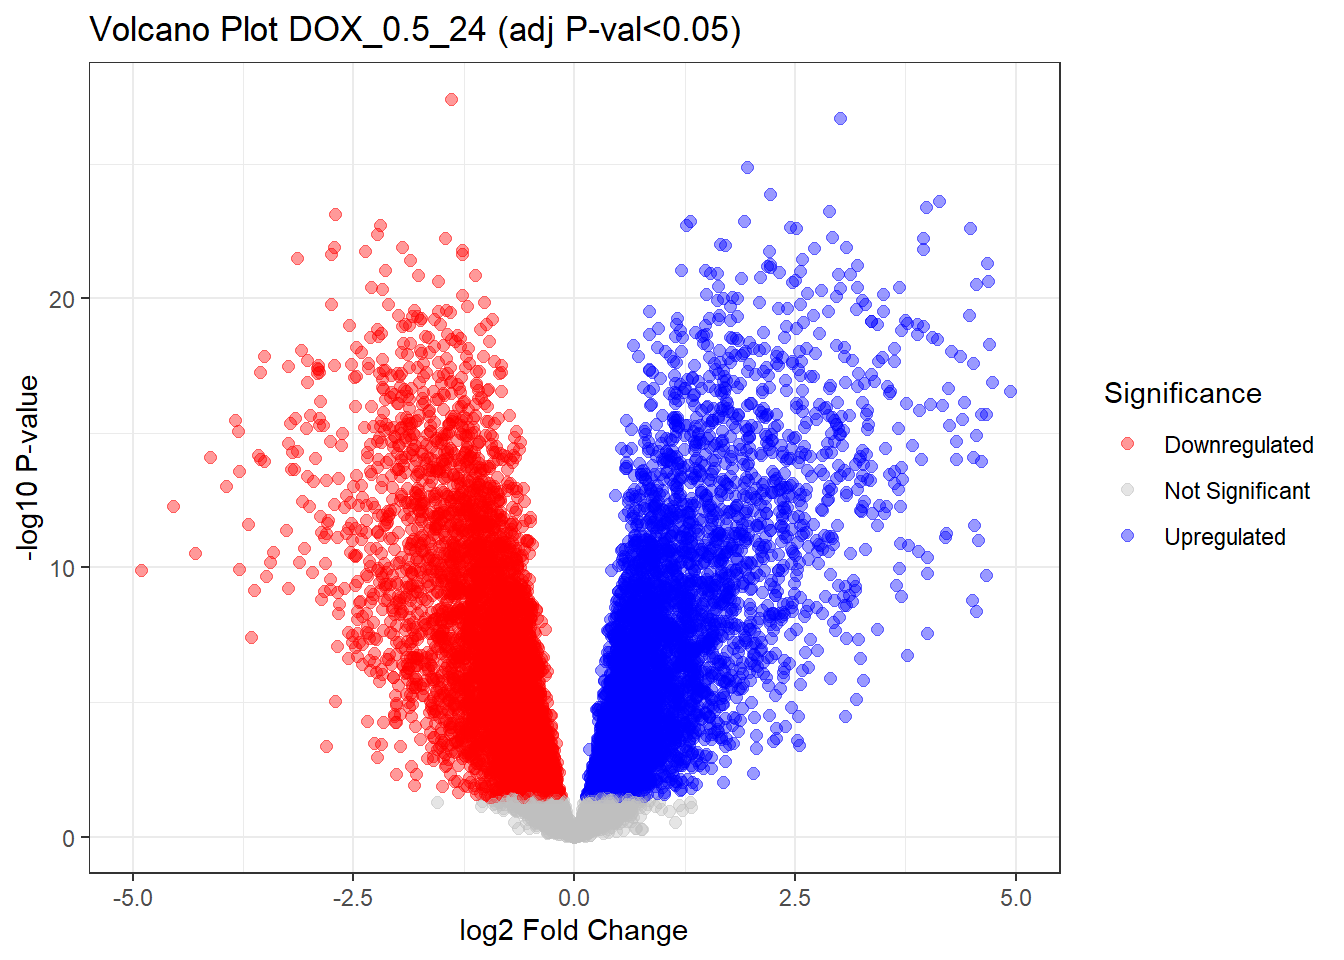 Volcano Plot DOX_0.5_24 (adj P-val<0.05)
-log10 P-value
20
10
0
-5.0
-2.5
0.0
2.5
5.0
log2 Fold Change
Significance
Downregulated
Not Significant
Upregulated